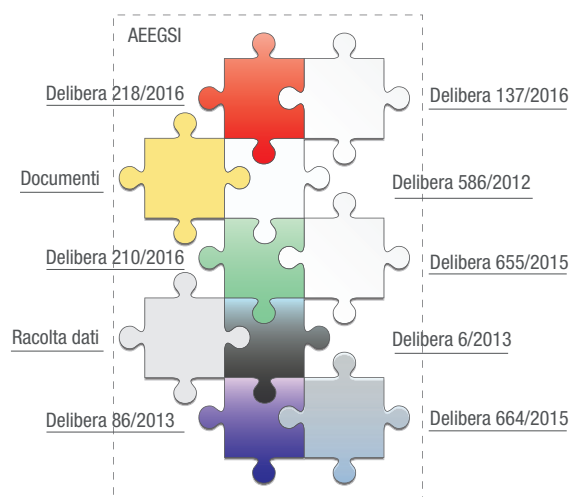 AEEGSI
Delibera 218/2016
Delibera 137/2016
Documenti
Delibera 586/2012
Delibera 210/2016
Delibera 655/2015
Racolta dati
Delibera 6/2013
Delibera 86/2013
Delibera 664/2015